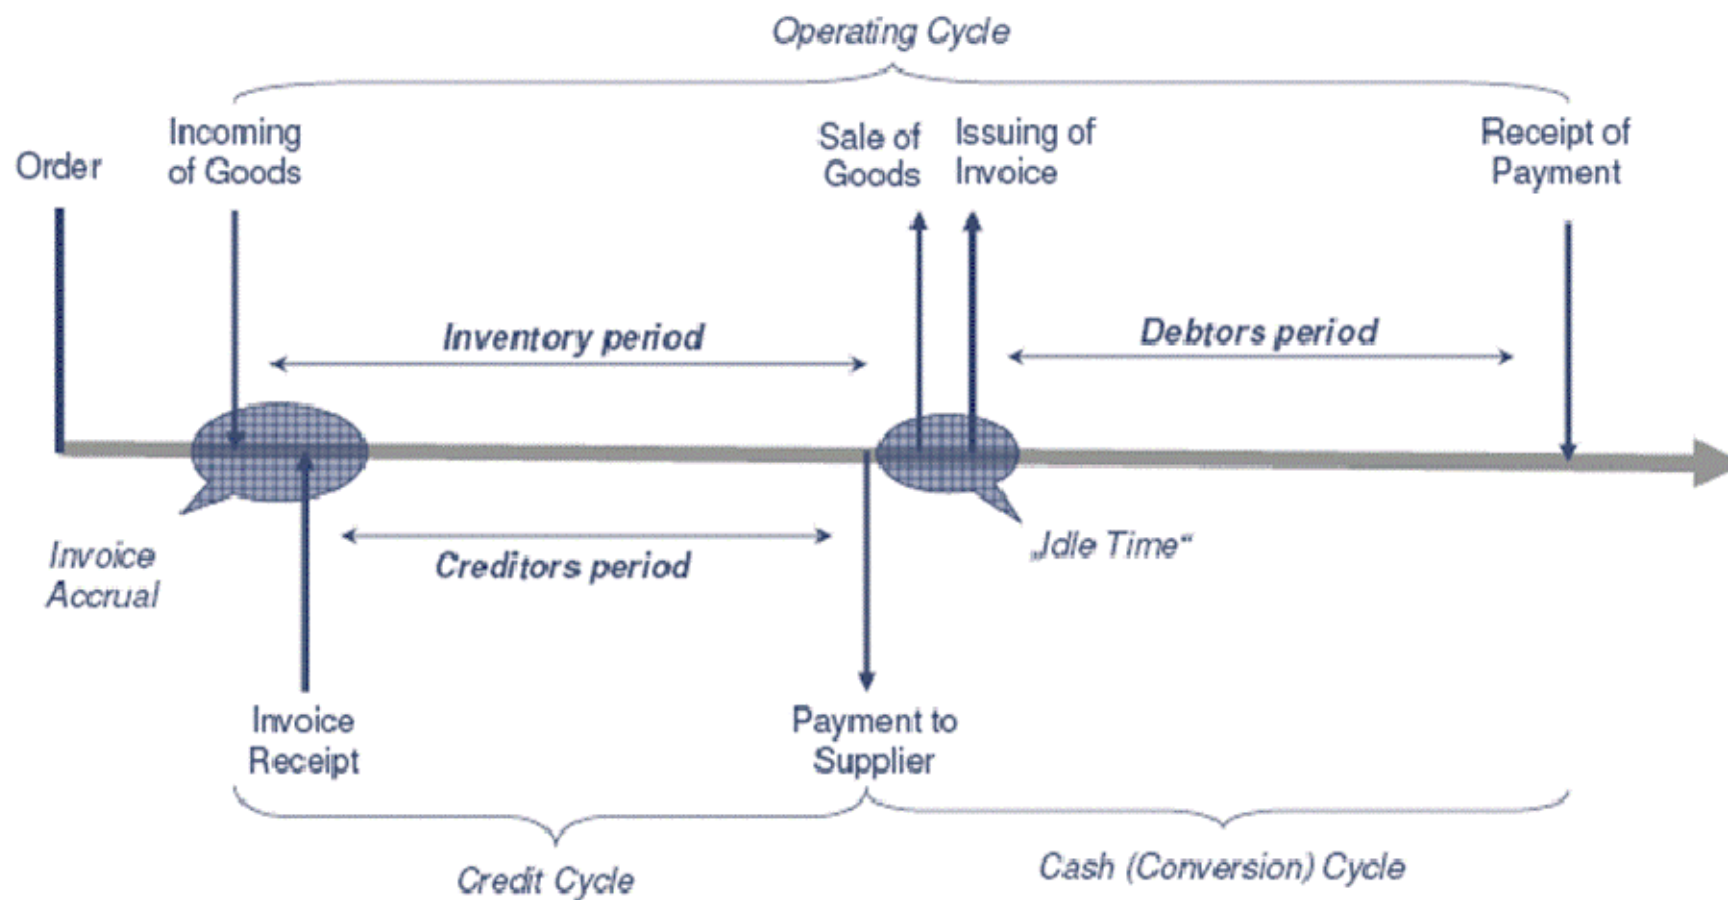 Operating Cycle
Order
Incoming
of Goods
Sale of
Goods
Issuing of
Invoice
Receipt of
Payment
Inventory period
Debtors period
Invoice
Accrual
Creditors period
„Idle Time“
Invoice
Receipt
Payment to
Supplier
Credit Cycle
Cash (Conversion) Cycle